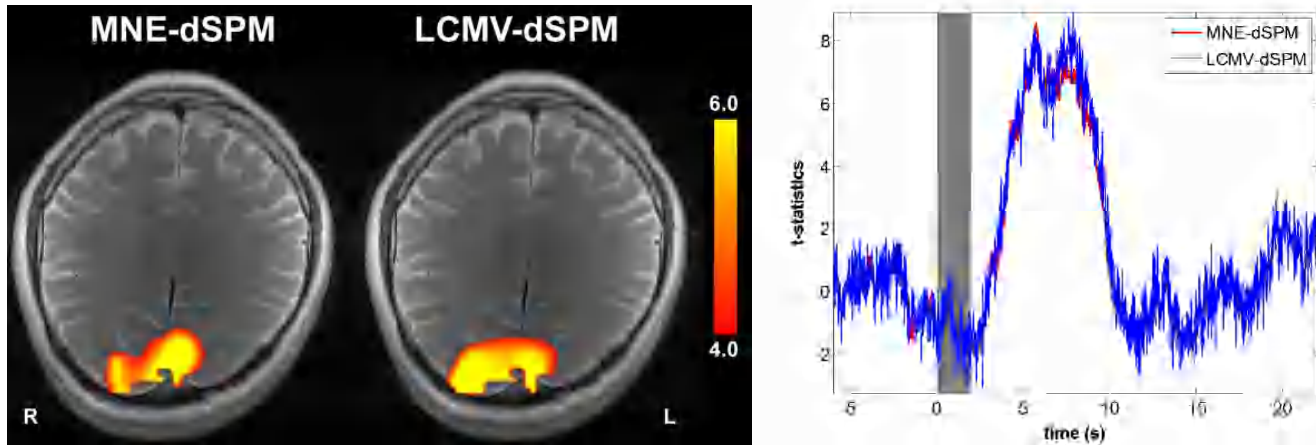 MNE-dSPM LCMV-dSPM
6.0
4.0
R L
8
6
4
2
0
-2
t-statistics
-5 0 5 10 15 20
time (s)
MNE-dSPM
LCMV-dSPM